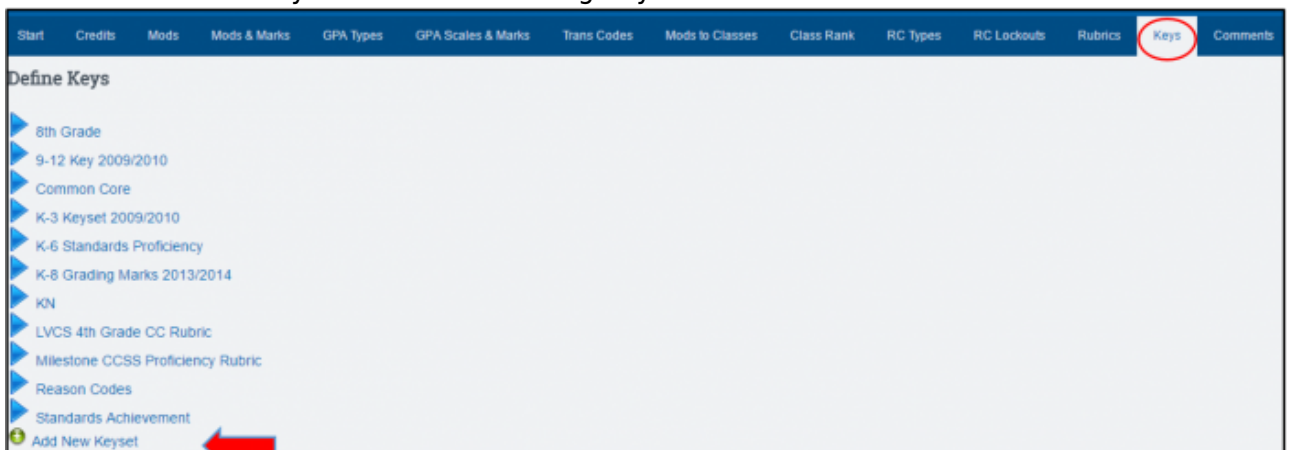 Start Credits Mods Mods & Marks GPA Types GPA Scales & Marks Trans Codes Mods to Classes Class Rank RC Types RC Lockouts Rubrics Keys Comments
Define Keys
8th Grade
9-12 Key 2009/2010
Common Core
K-3 Keyset 2009/2010
K-6 Standards Proficiency
K-8 Grading Marks 2013/2014
KN
LVCS 4th Grade CC Rubric
Milestone CCSS Proficiency Rubric
Reason Codes
Standards Achievement
Add New Keyset